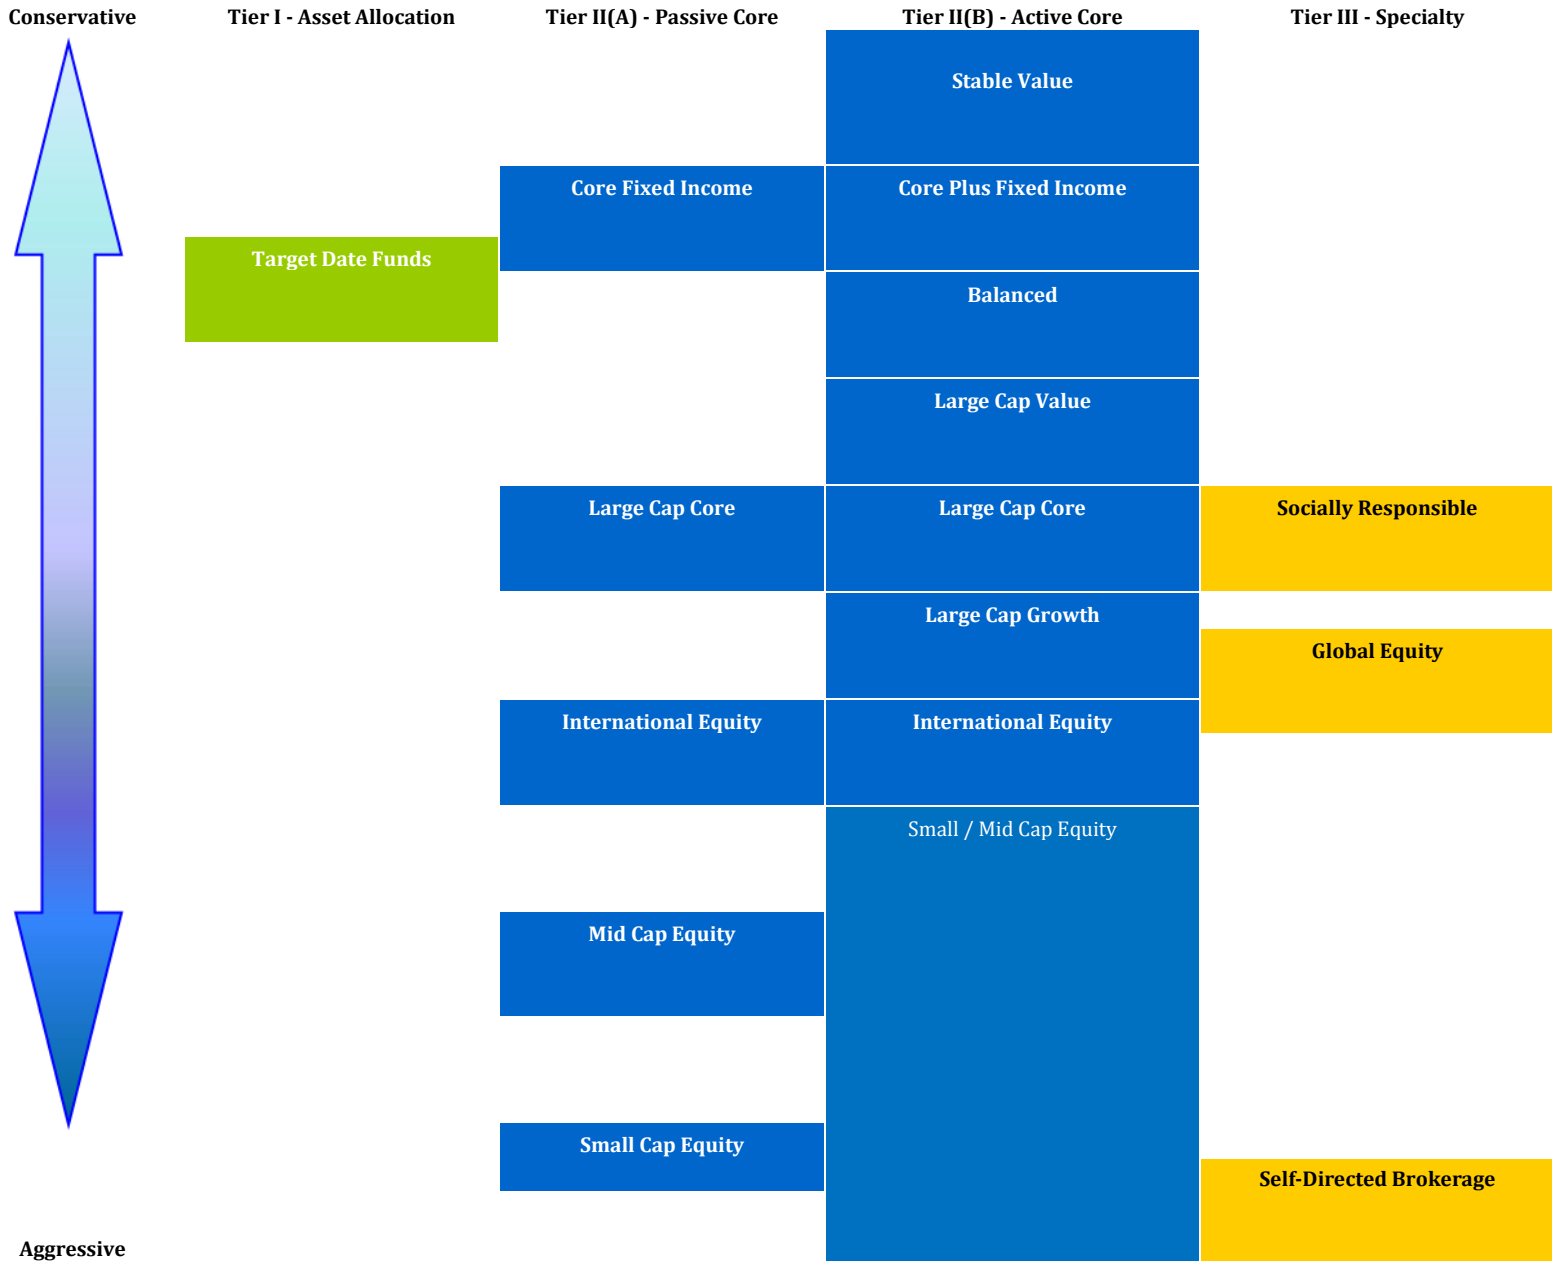 Conservative
Tier I - Asset Allocation
Tier II(A) - Passive Core
Tier II(B) - Active Core
Tier III - Specialty
Stable Value
Core Fixed Income
Core Plus Fixed Income
Target Date Funds
Balanced
Large Cap Value
Large Cap Core
Large Cap Core
Socially Responsible
Large Cap Growth
Global Equity
International Equity
International Equity
Small / Mid Cap Equity
Mid Cap Equity
Small Cap Equity
Self-Directed Brokerage
Aggressive